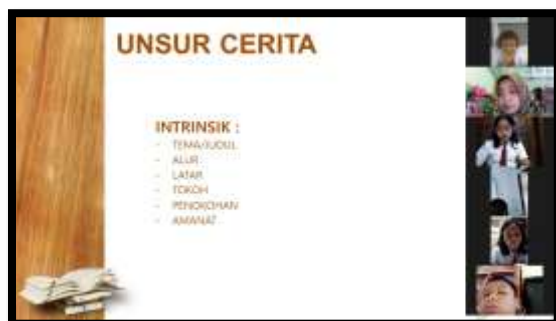 UNSUR CERITA
INTRINSIK :
- TEMA/JUDUL
- ALUR
- LATAR
- TOKOH
- PENOKOHAN
- AMANAT